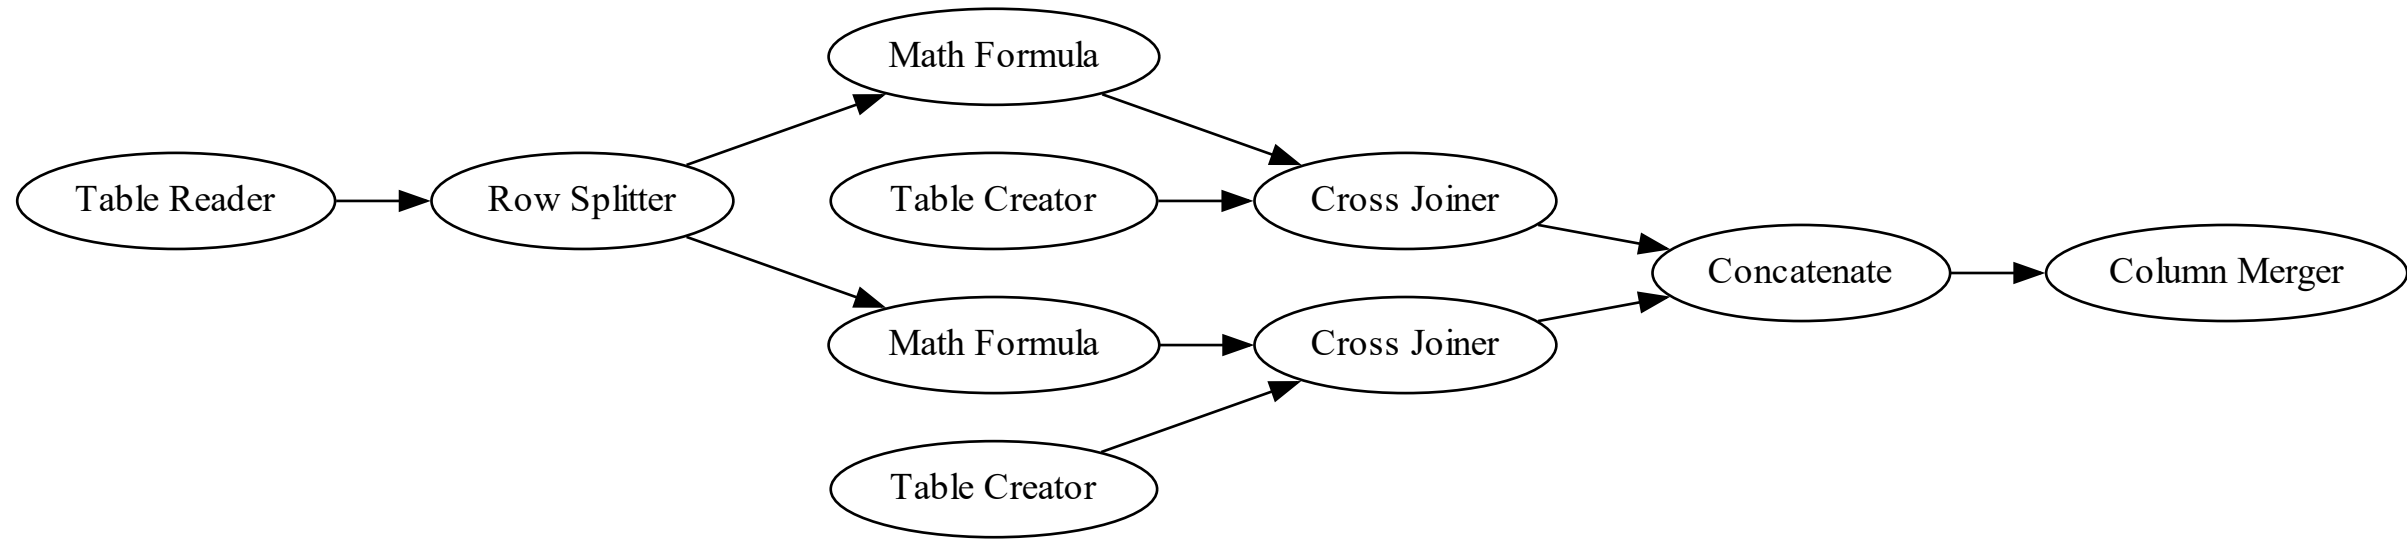 Table Reader
Row Splitter
Math Formula
Table Creator
Math Formula
Table Creator
Cross Joiner
Cross Joiner
Concatenate
Column Merger